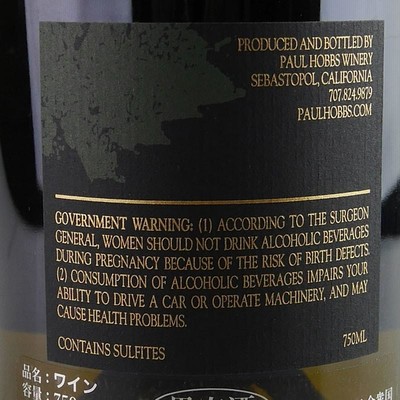 PRODUCED AND BOTTLED BY
PAUL HOBBS WINERY
SEBASTOPOL, CALIFORNIA
707.824.9879
PAULHOBBS.COM
GOVERNMENT WARNING: (1) ACCORDING TO THE SURGEON
GENERAL, WOMEN SHOULD NOT DRINK ALCOHOLIC BEVERAGES
DURING PREGNANCY BECAUSE OF THE RISK OF BIRTH DEFECTS.
(2) CONSUMPTION OF ALCOHOLIC BEVERAGES IMPAIRS YOUR
ABILITY TO DRIVE A CAR OR OPERATE MACHINERY, AND MAY
CAUSE HEALTH PROBLEMS.
CONTAINS SULFITES
750ML
品名：ワイン
容量：750